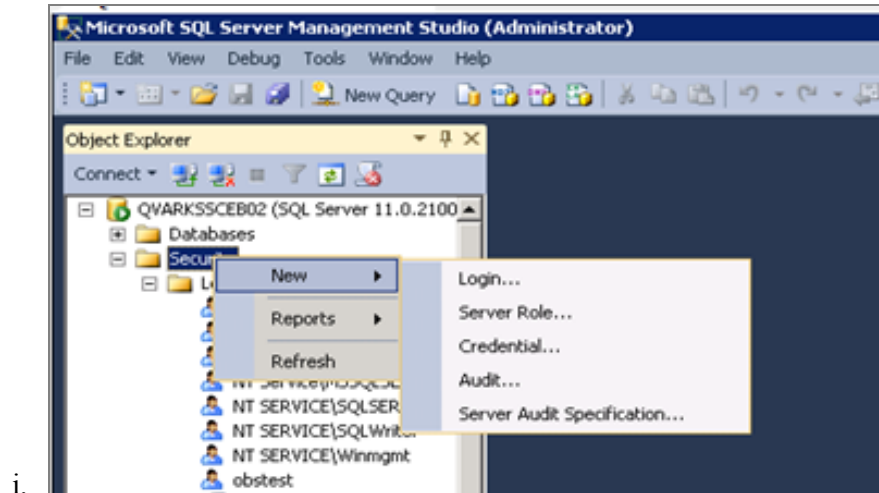 Microsoft SQL Server Management Studio (Administrator)
File Edit View Debug Tools Window Help
New Query
Object Explorer
Connect
QVARKSSCEB02 (SQL Server 11.0.2100
Databases
New
Login...
Server Role...
Reports
Credential...
Refresh
Audit...
NT SERVICE\SQLSER
Server Audit Specification...
NT SERVICE\SQLWriter
NT SERVICE\Winmgmt
i. obstest